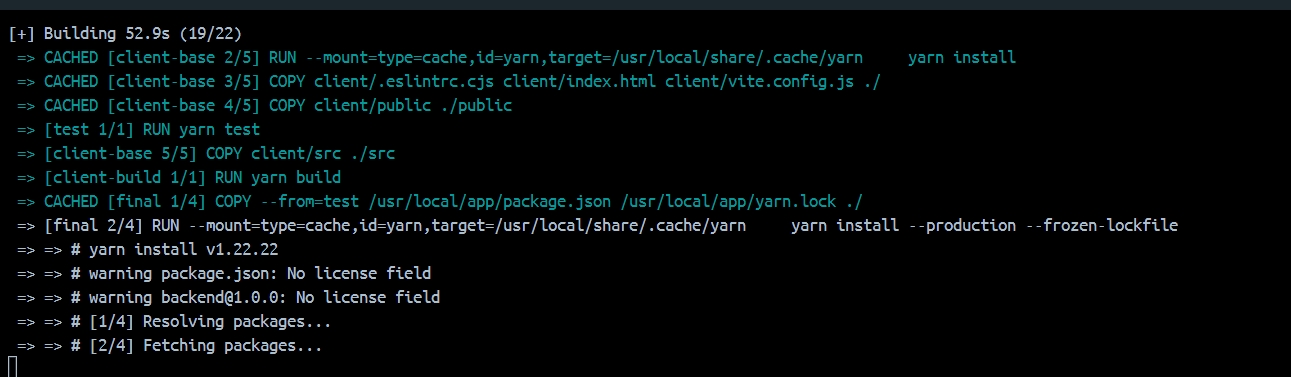 [+] Building 52.9s (19/22)
=> CACHED [client-base 2/5] RUN --mount=type=cache,id=yarn,target=/usr/local/share/.cache/yarn     yarn install
=> CACHED [client-base 3/5] COPY client/.eslintrc.cjs client/index.html client/vite.config.js ./
=> CACHED [client-base 4/5] COPY client/public ./public
=> [test 1/1] RUN yarn test
=> [client-base 5/5] COPY client/src ./src
=> [client-build 1/1] RUN yarn build
=> CACHED [final 1/4] COPY --from=test /usr/local/app/package.json /usr/local/app/yarn.lock ./
=> [final 2/4] RUN --mount=type=cache,id=yarn,target=/usr/local/share/.cache/yarn     yarn install --production --frozen-lockfile
=> => # yarn install v1.22.22
=> => # warning package.json: No license field
=> => # warning backend@1.0.0: No license field
=> => # [1/4] Resolving packages...
=> => # [2/4] Fetching packages...